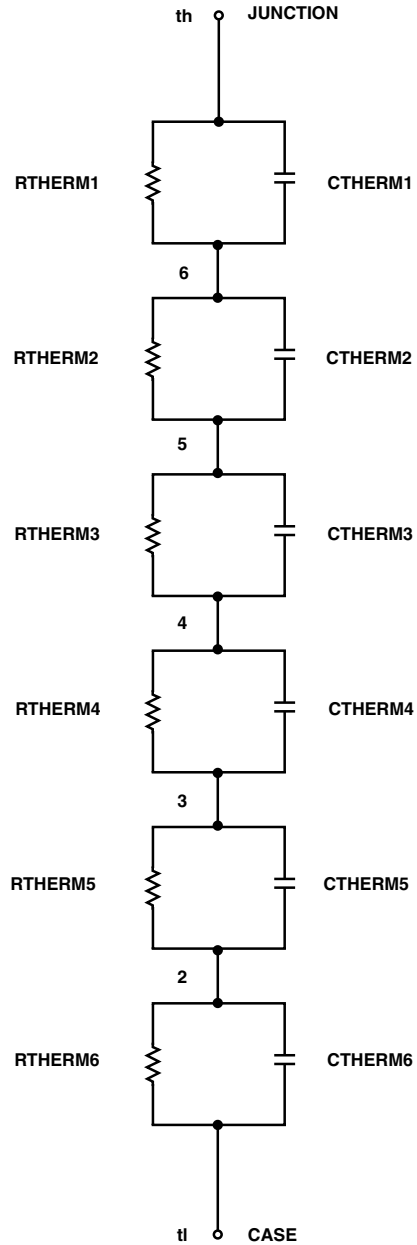 th JUNCTION
RTHERM1 CTHERM1
6
RTHERM2 CTHERM2
5
RTHERM3 CTHERM3
4
RTHERM4 CTHERM4
3
RTHERM5 CTHERM5
2
RTHERM6 CTHERM6
tl CASE